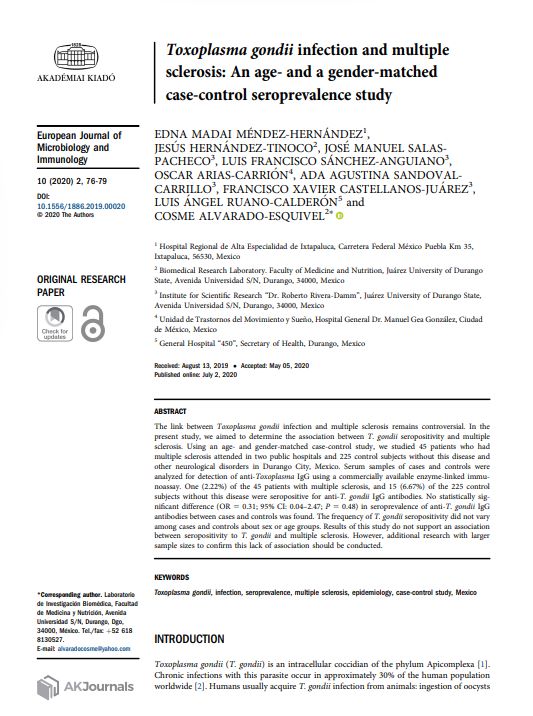 1828
AKADÉMIAI KIADÓ
Toxoplasma gondii infection and multiple
sclerosis: An age- and a gender-matched
case-control seroprevalence study
European Journal of
Microbiology and
Immunology
10 (2020) 2, 76-79
DOI:
10.1556/1886.2019.00020
© 2020 The Authors
ORIGINAL RESEARCH
PAPER
Check for
updates
EDNA MADAI MÉNDEZ-HERNÁNDEZ1,
JESÚS HERNÁNDEZ-TINOCO2, JOSÉ MANUEL SALAS-
PACHECO3, LUIS FRANCISCO SÁNCHEZ-ANGUIANO3,
OSCAR ARIAS-CARRIÓN4, ADA AGUSTINA SANDOVAL-
CARRILLO3, FRANCISCO XAVIER CASTELLANOS-JUÁREZ3,
LUIS ÁNGEL RUANO-CALDERÓN5 and
COSME ALVARADO-ESQUIVEL2*
1 Hospital Regional de Alta Especialidad de Ixtapaluca, Carretera Federal México Puebla Km 35,
Ixtapaluca, 56530, Mexico
2 Biomedical Research Laboratory. Faculty of Medicine and Nutrition, Juárez University of Durango
State, Avenida Universidad S/N, Durango, 34000, Mexico
3 Institute for Scientific Research “Dr. Roberto Rivera-Damm”, Juárez University of Durango State,
Avenida Universidad S/N, Durango, 34000, Mexico
4 Unidad de Trastornos del Movimiento y Sueño, Hospital General Dr. Manuel Gea González, Ciudad
de México, Mexico
5 General Hospital “450”, Secretary of Health, Durango, Mexico
Received: August 13, 2019 • Accepted: May 05, 2020
Published online: July 2, 2020
ABSTRACT
The link between Toxoplasma gondii infection and multiple sclerosis remains controversial. In the
present study, we aimed to determine the association between T. gondii seropositivity and multiple
sclerosis. Using an age- and gender-matched case-control study, we studied 45 patients who had
multiple sclerosis attended in two public hospitals and 225 control subjects without this disease and
other neurological disorders in Durango City, Mexico. Serum samples of cases and controls were
analyzed for detection of anti-Toxoplasma IgG using a commercially available enzyme-linked immu-
noassay. One (2.22%) of the 45 patients with multiple sclerosis, and 15 (6.67%) of the 225 control
subjects without this disease were seropositive for anti-T. gondii IgG antibodies. No statistically sig-
nificant difference (OR = 0.31; 95% CI: 0.04–2.47; P = 0.48) in seroprevalence of anti-T. gondii IgG
antibodies between cases and controls was found. The frequency of T. gondii seropositivity did not vary
among cases and controls about sex or age groups. Results of this study do not support an association
between seropositivity to T. gondii and multiple sclerosis. However, additional research with larger
sample sizes to confirm this lack of association should be conducted.
KEYWORDS
Toxoplasma gondii, infection, seroprevalence, multiple sclerosis, epidemiology, case-control study, Mexico
*Corresponding author. Laboratorio
de Investigación Biomédica, Facultad
de Medicina y Nutrición, Avenida
Universidad S/N, Durango, Dgo,
34000, México. Tel./fax: +52 618
8130527.
E-mail: alvaradocosme@yahoo.com
AKJournals
INTRODUCTION
Toxoplasma gondii (T. gondii) is an intracellular coccidian of the phylum Apicomplexa [1].
Chronic infections with this parasite occur in approximately 30% of the human population
worldwide [2]. Humans usually acquire T. gondii infection from animals: ingestion of oocysts